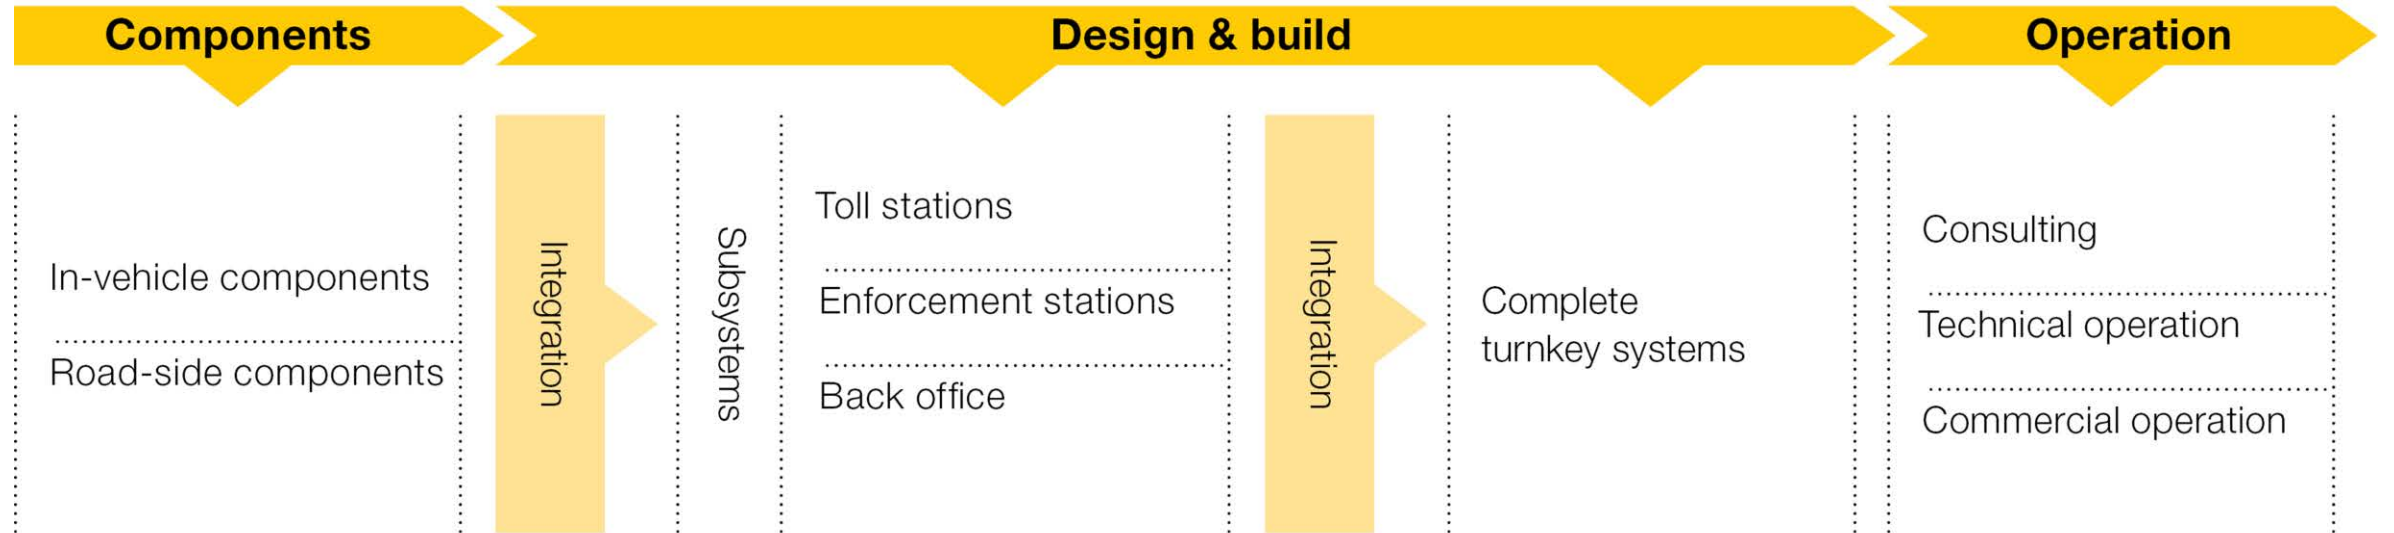 Components
Design & build
Operation
In-vehicle components
Road-side components
Integration
Subsystems
Toll stations
Enforcement stations
Back office
Integration
Complete
turnkey systems
Consulting
Technical operation
Commercial operation